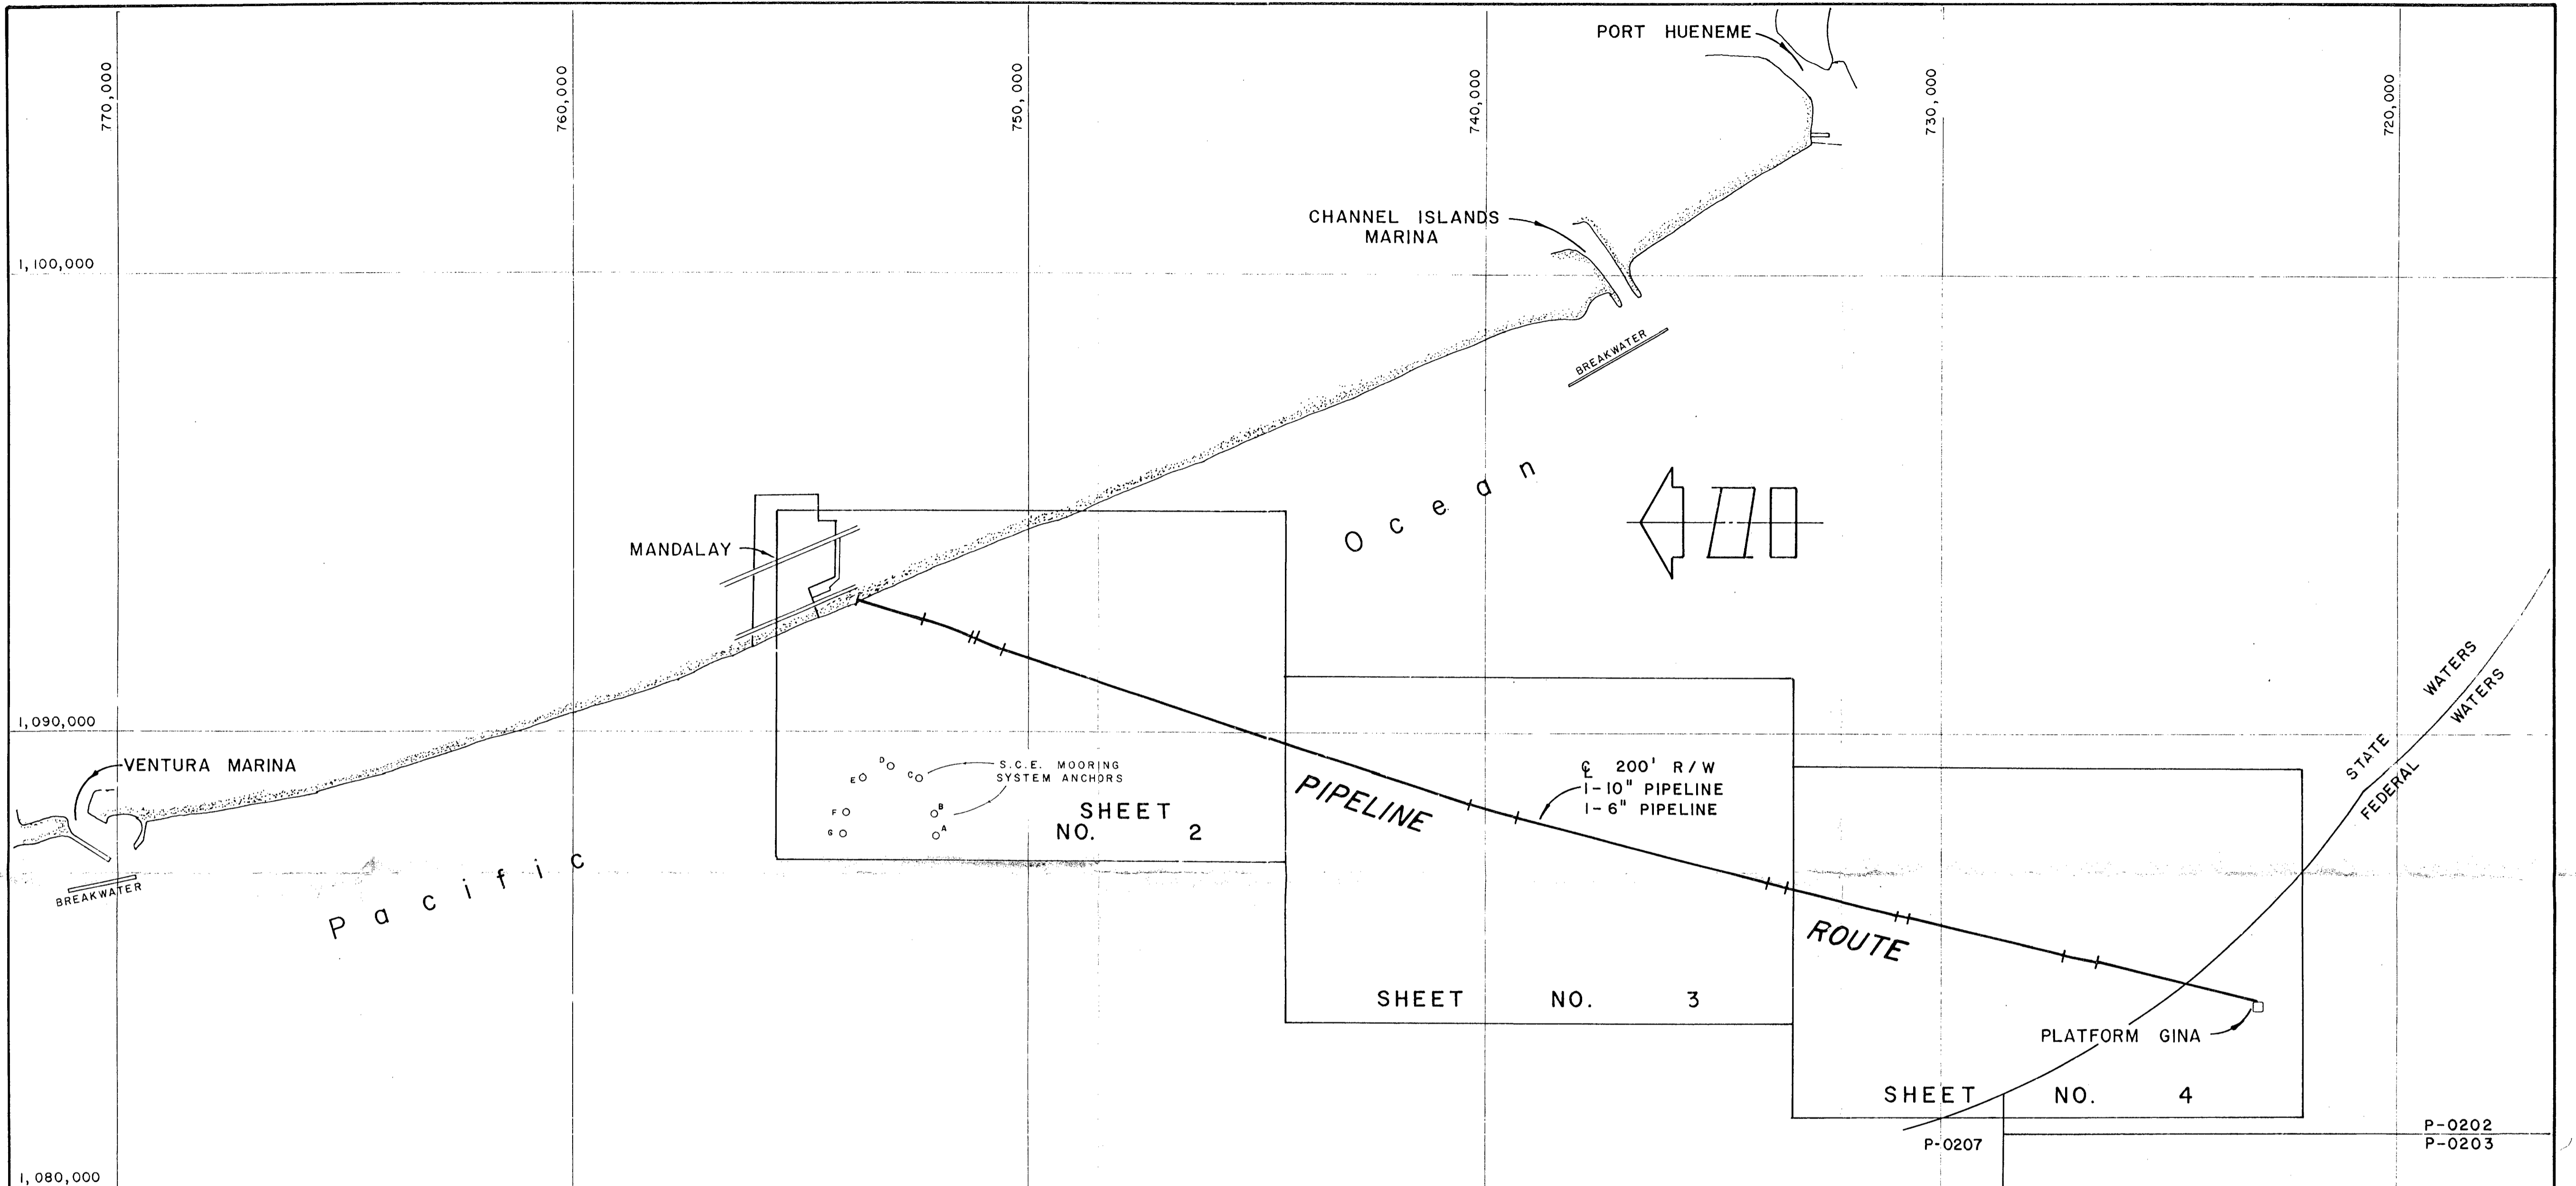 PORT HUENEME
770,000
760,000
750,000
740,000
730,000
720,000
CHANNEL ISLANDS
MARINA
1,100,000
BREAKWATER
Pacific Ocean
MANDALAY
1,090,000
VENTURA MARINA
BREAKWATER
D
E
C
F
B
G
A
S.C.E. MOORING
SYSTEM ANCHORS
SHEET
NO. 2
PIPELINE ROUTE
℄ 200' R/W
1-10" PIPELINE
1-6" PIPELINE
STATE WATERS
FEDERAL WATERS
SHEET NO. 3
PLATFORM GINA
SHEET NO. 4
P-0207
P-0202
P-0203
1,080,000